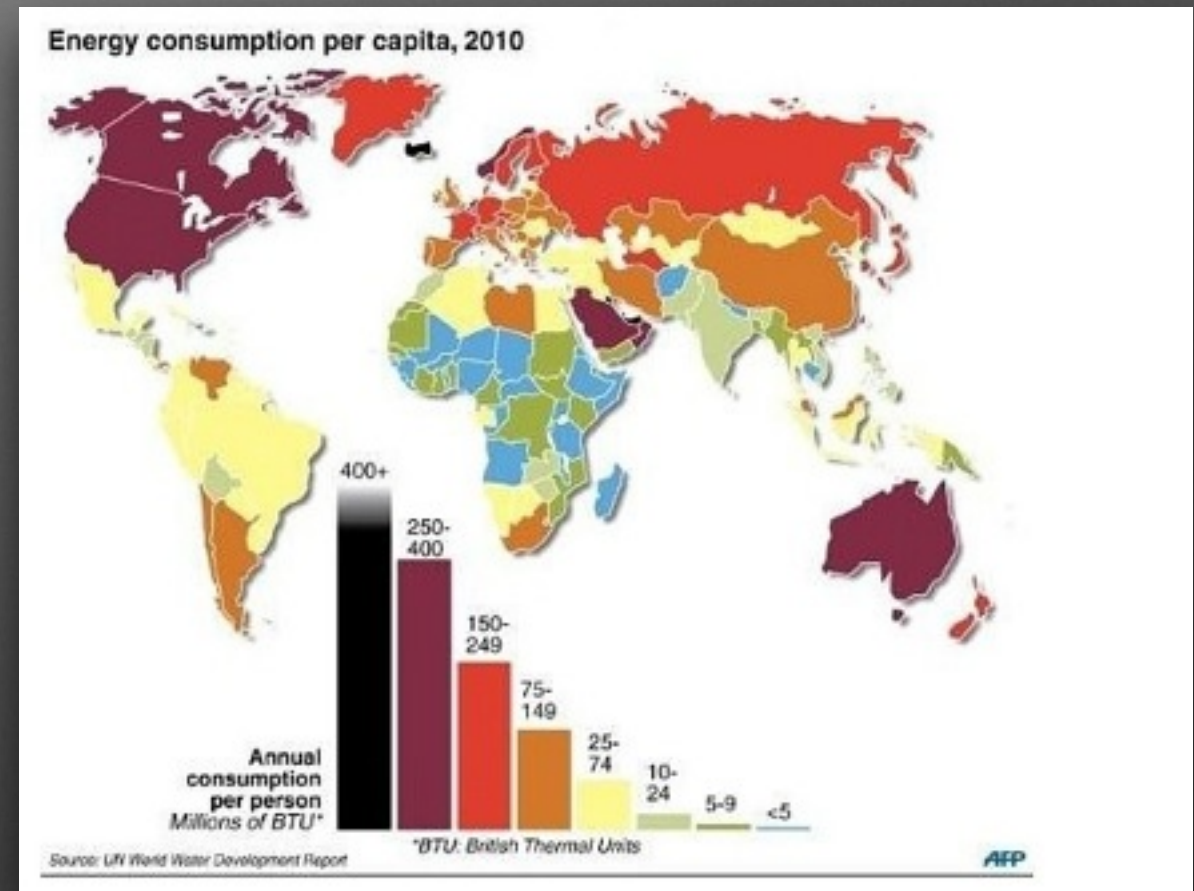 Energy consumption per capita, 2010
400+
250-
400
150-
249
75-
149
25-
74
10-
24
5-9
<5
Annual
consumption
per person
Millions of BTU*
*BTU: British Thermal Units
Source: UN World Water Development Report
AFP